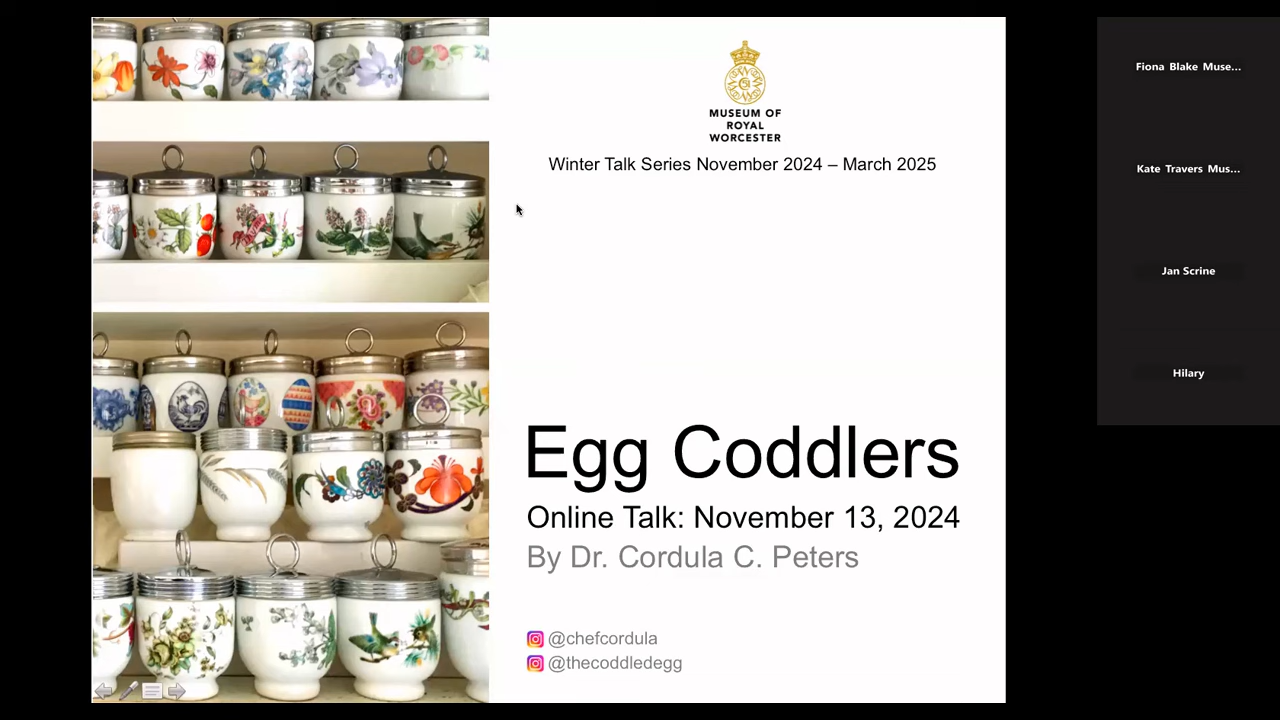 MUSEUM OF
ROYAL
WORCESTER
Winter Talk Series November 2024 – March 2025
Egg Coddlers
Online Talk: November 13, 2024
By Dr. Cordula C. Peters
@chefcordula
@thecoddledegg
Fiona Blake Muse...
Kate Travers Mus...
Jan Scrine
Hilary